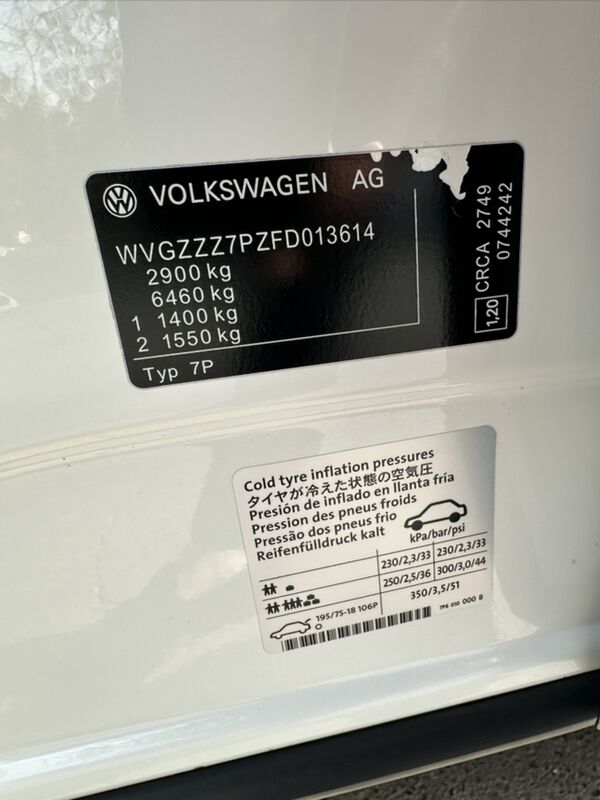 VOLKSWAGEN AG
WVGZZZ7PZFD013614
2900 kg
6460 kg
1 1400 kg
2 1550 kg
Typ 7P
1,20 CRCA 2749
0744242
Cold tyre inflation pressures
タイヤが冷えた状態の空気圧
Presión de inflado en llanta fría
Pression des pneus froids
Pressão dos pneus frio
Reifenfülldruck kalt
kPa/bar/psi
230/2,3/33 230/2,3/33
250/2,5/36 300/3,0/44
195/75-18 106P 350/3,5/51
7P6 010 000 B